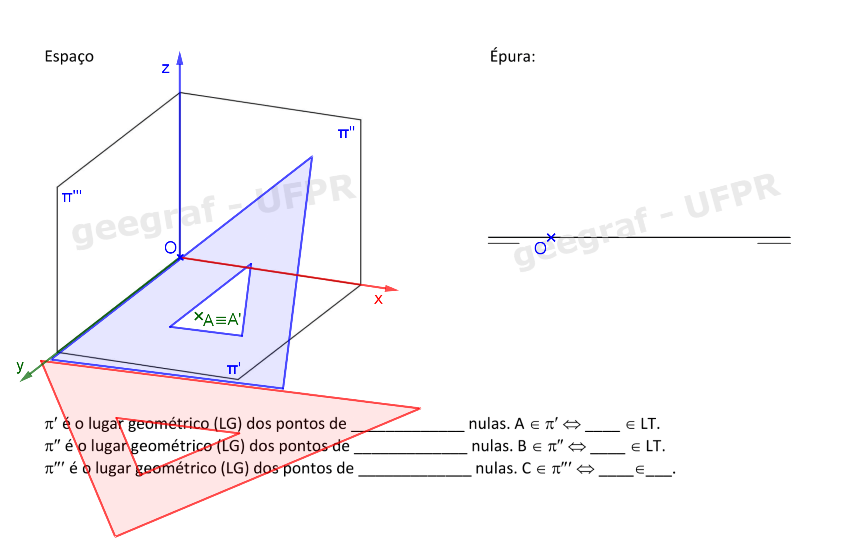 Espaço
Épura:
z
π''
π'''
geegraf - UFPR
geegraf - UFPR
O
O
x
A≡A'
y
π'
π′ é o lugar geométrico (LG) dos pontos de _____________ nulas. A ∈ π′ ⇔ ____ ∈ LT.
π″ é o lugar geométrico (LG) dos pontos de _____________ nulas. B ∈ π″ ⇔ ____ ∈ LT.
π″′ é o lugar geométrico (LG) dos pontos de _____________ nulas. C ∈ π″′ ⇔ ____∈___.